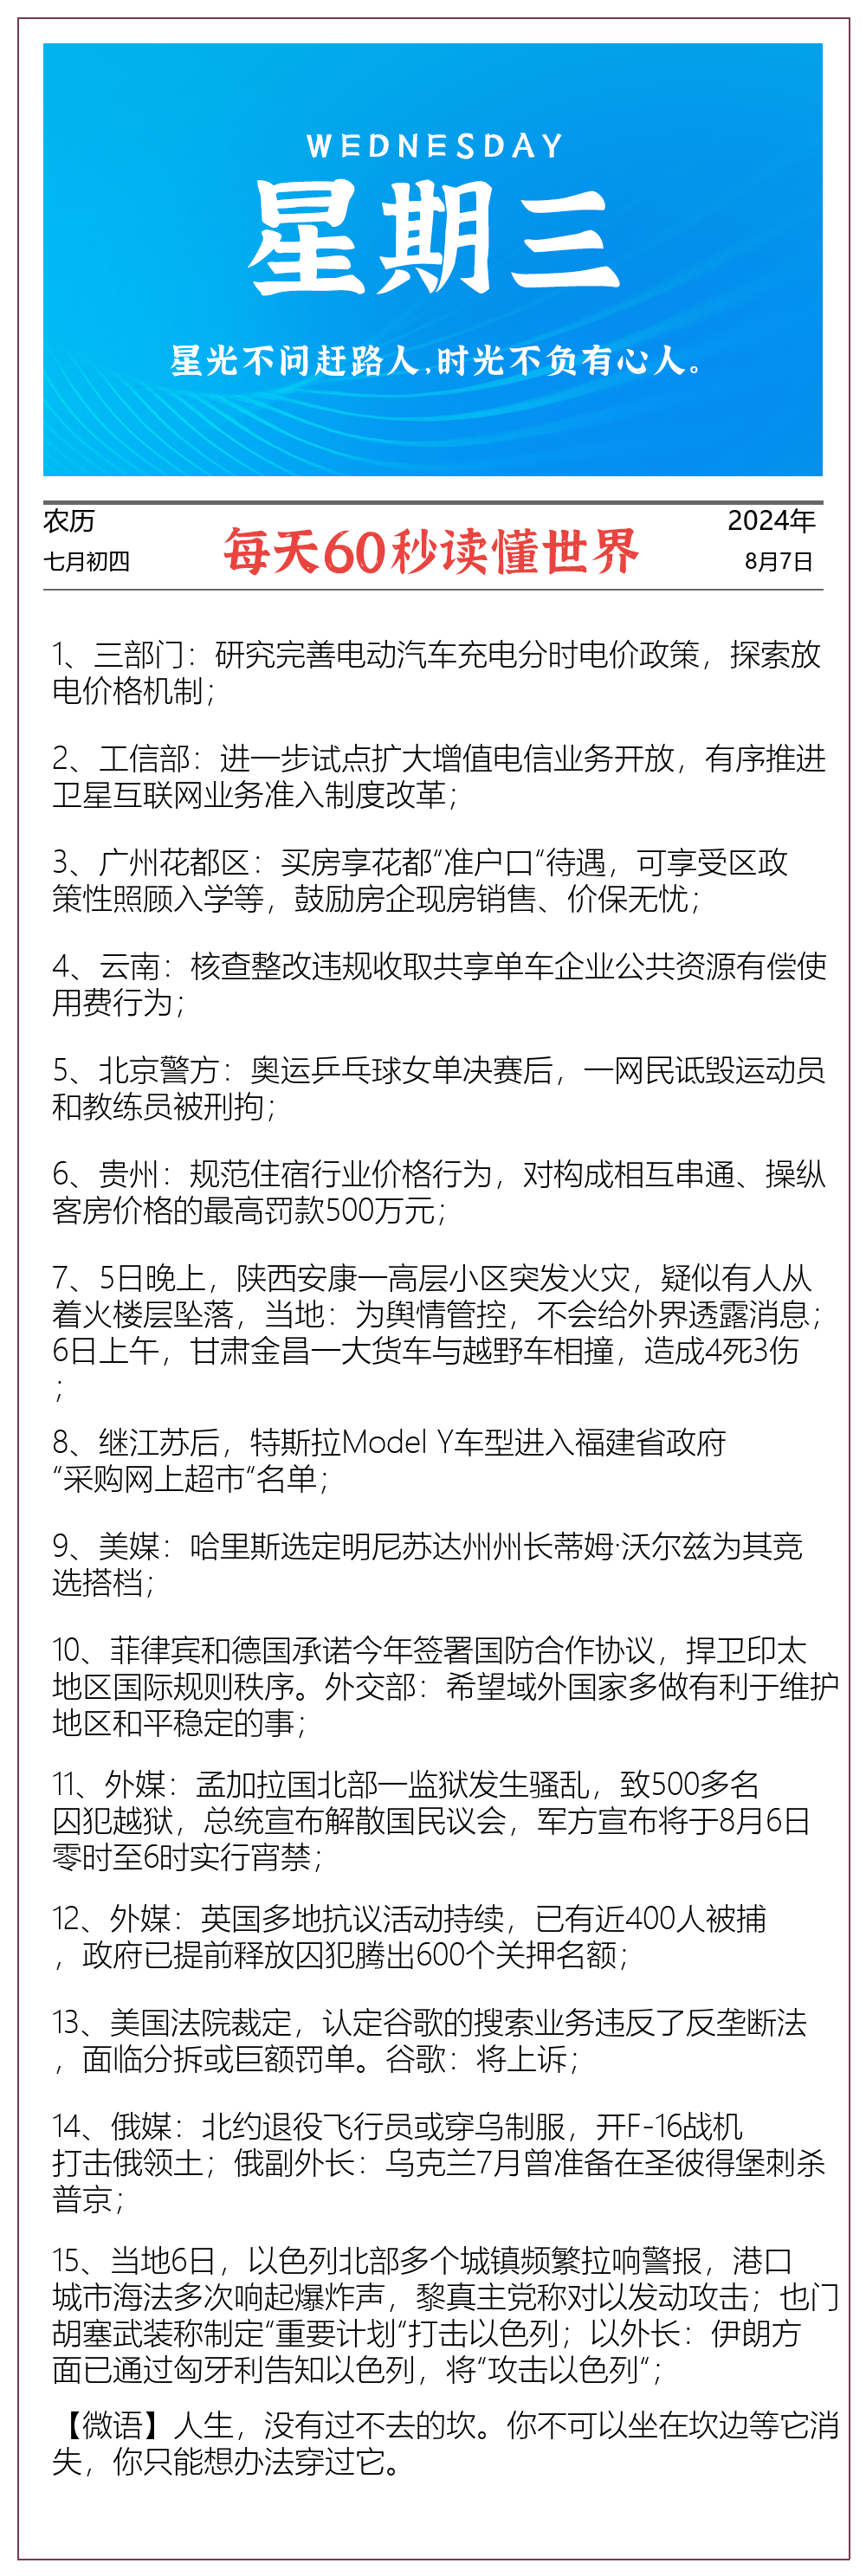 WEDNESDAY
星期三
星光不问赶路人,时光不负有心人。
农历
七月初四
每天60秒读懂世界
2024年
8月7日
1、三部门：研究完善电动汽车充电分时电价政策，探索放
电价格机制；
2、工信部：进一步试点扩大增值电信业务开放，有序推进
卫星互联网业务准入制度改革；
3、广州花都区：买房享花都“准户口“待遇，可享受区政
策性照顾入学等，鼓励房企现房销售、价保无忧；
4、云南：核查整改违规收取共享单车企业公共资源有偿使
用费行为；
5、北京警方：奥运乒乓球女单决赛后，一网民诋毁运动员
和教练员被刑拘；
6、贵州：规范住宿行业价格行为，对构成相互串通、操纵
客房价格的最高罚款500万元；
7、5日晚上，陕西安康一高层小区突发火灾，疑似有人从
着火楼层坠落，当地：为舆情管控，不会给外界透露消息；
6日上午，甘肃金昌一大货车与越野车相撞，造成4死3伤
；
8、继江苏后，特斯拉Model Y车型进入福建省政府
“采购网上超市“名单；
9、美媒：哈里斯选定明尼苏达州州长蒂姆·沃尔兹为其竞
选搭档；
10、菲律宾和德国承诺今年签署国防合作协议，捍卫印太
地区国际规则秩序。外交部：希望域外国家多做有利于维护
地区和平稳定的事；
11、外媒：孟加拉国北部一监狱发生骚乱，致500多名
囚犯越狱，总统宣布解散国民议会，军方宣布将于8月6日
零时至6时实行宵禁；
12、外媒：英国多地抗议活动持续，已有近400人被捕
，政府已提前释放囚犯腾出600个关押名额；
13、美国法院裁定，认定谷歌的搜索业务违反了反垄断法
，面临分拆或巨额罚单。谷歌：将上诉；
14、俄媒：北约退役飞行员或穿乌制服，开F-16战机
打击俄领土；俄副外长：乌克兰7月曾准备在圣彼得堡刺杀
普京；
15、当地6日，以色列北部多个城镇频繁拉响警报，港口
城市海法多次响起爆炸声，黎真主党称对以发动攻击；也门
胡塞武装称制定“重要计划“打击以色列；以外长：伊朗方
面已通过匈牙利告知以色列，将“攻击以色列“；
【微语】人生，没有过不去的坎。你不可以坐在坎边等它消
失，你只能想办法穿过它。